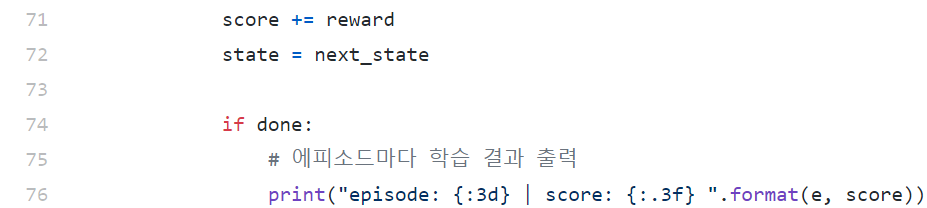 71 score += reward
72 state = next_state
73
74 if done:
75 # 에피소드마다 학습 결과 출력
76 print("episode: {:3d} | score: {:.3f} ".format(e, score))